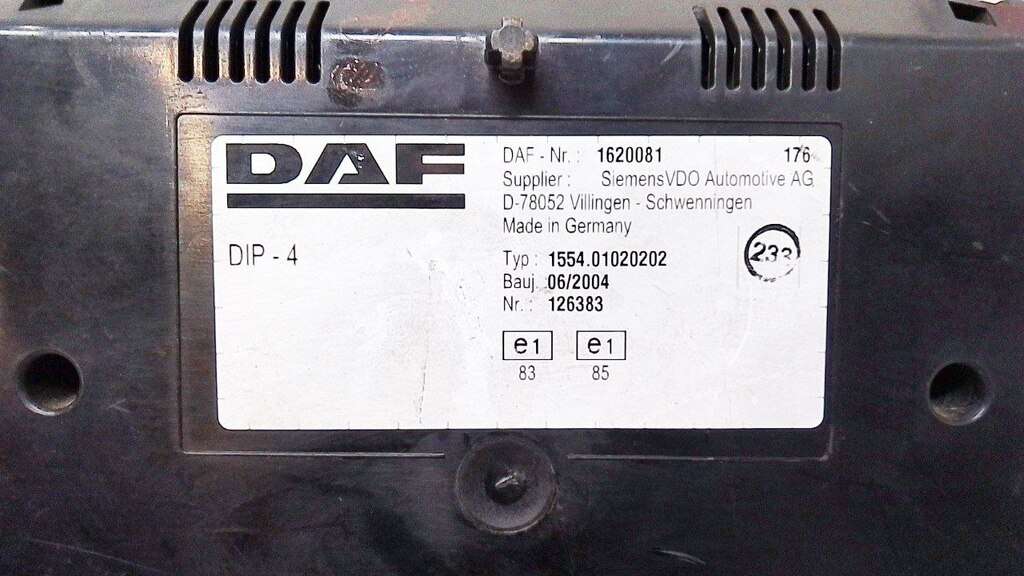 DAF
DIP - 4
DAF - Nr. : 1620081 176
Supplier : SiemensVDO Automotive AG
D-78052 Villingen - Schwenningen
Made in Germany
Typ : 1554.01020202
Bauj. 06/2004
Nr. : 126383
233
e1 e1
83 85